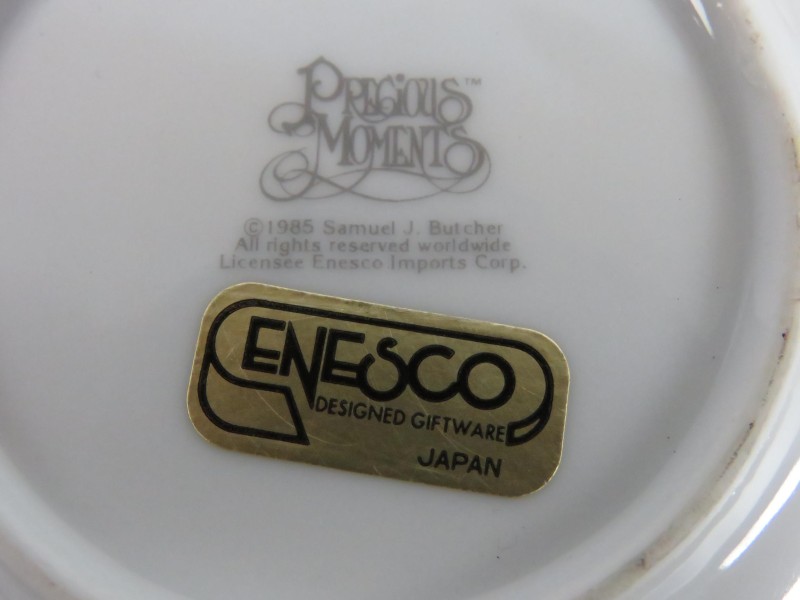 PRECIOUS™
MOMENTS
©1985 Samuel J. Butcher
All rights reserved worldwide
Licensee Enesco Imports Corp.
ENESCO
DESIGNED GIFTWARE
JAPAN